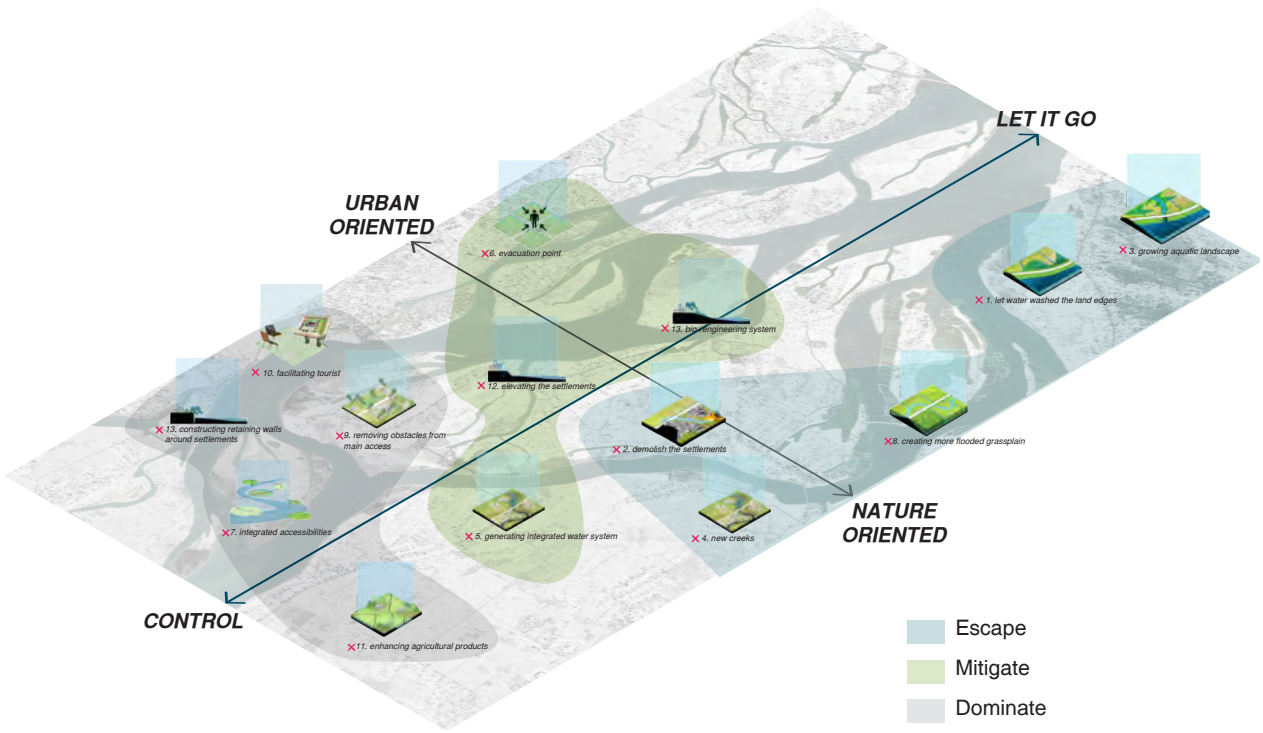 LET IT GO
URBAN
ORIENTED
3. growing aquatic landscape
6. evacuation point
1. let water washed the land edges
13. bio-rengineering system
10. facilitating tourist
12. elevating the settlements
13. constructing retaining walls
around settlements
9. removing obstacles from
main access
2. demolish the settlements
8. creating more flooded grassplain
NATURE
ORIENTED
7. integrated accessibilities
5. generating integrated water system
4. new creeks
CONTROL
11. enhancing agricultural products
Escape
Mitigate
Dominate